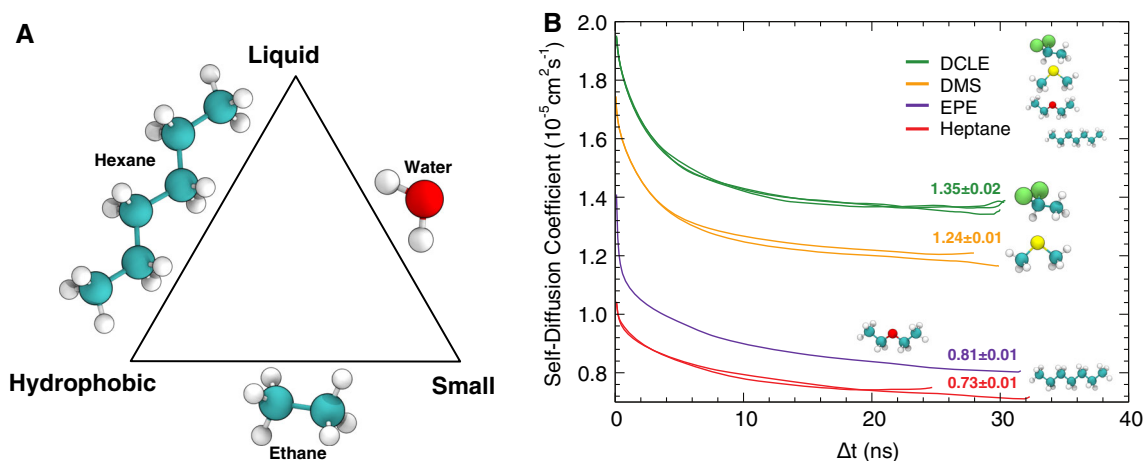 A
Liquid
Hexane
Water
Hydrophobic
Small
Ethane
B
Self-Diffusion Coefficient (10⁻⁵cm²s⁻¹)
2.0
1.8
1.6
1.4
1.2
1.0
0.8
DCLE
DMS
EPE
Heptane
1.35±0.02
1.24±0.01
0.81±0.01
0.73±0.01
0
10
20
30
40
Δt (ns)